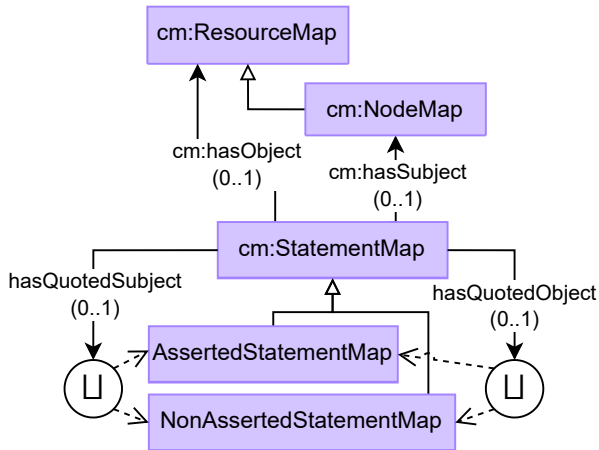 cm:ResourceMap
cm:NodeMap
cm:hasObject
(0..1)
cm:hasSubject
(0..1)
cm:StatementMap
hasQuotedSubject
(0..1)
hasQuotedObject
(0..1)
AssertedStatementMap
⊔
⊔
NonAssertedStatementMap